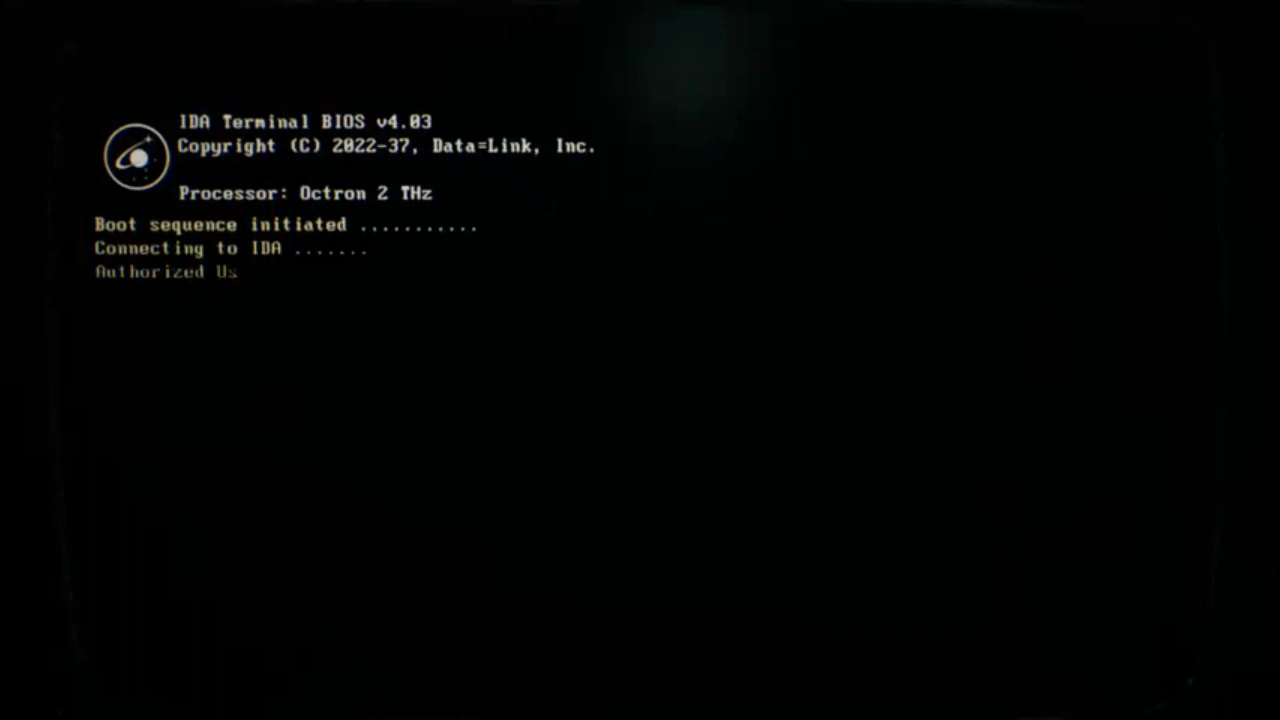 IDA Terminal BIOS v4.03
Copyright (C) 2022-37, Data=Link, Inc.
Processor: Octron 2 THz
Boot sequence initiated ...........
Connecting to IDA .......
Authorized Us